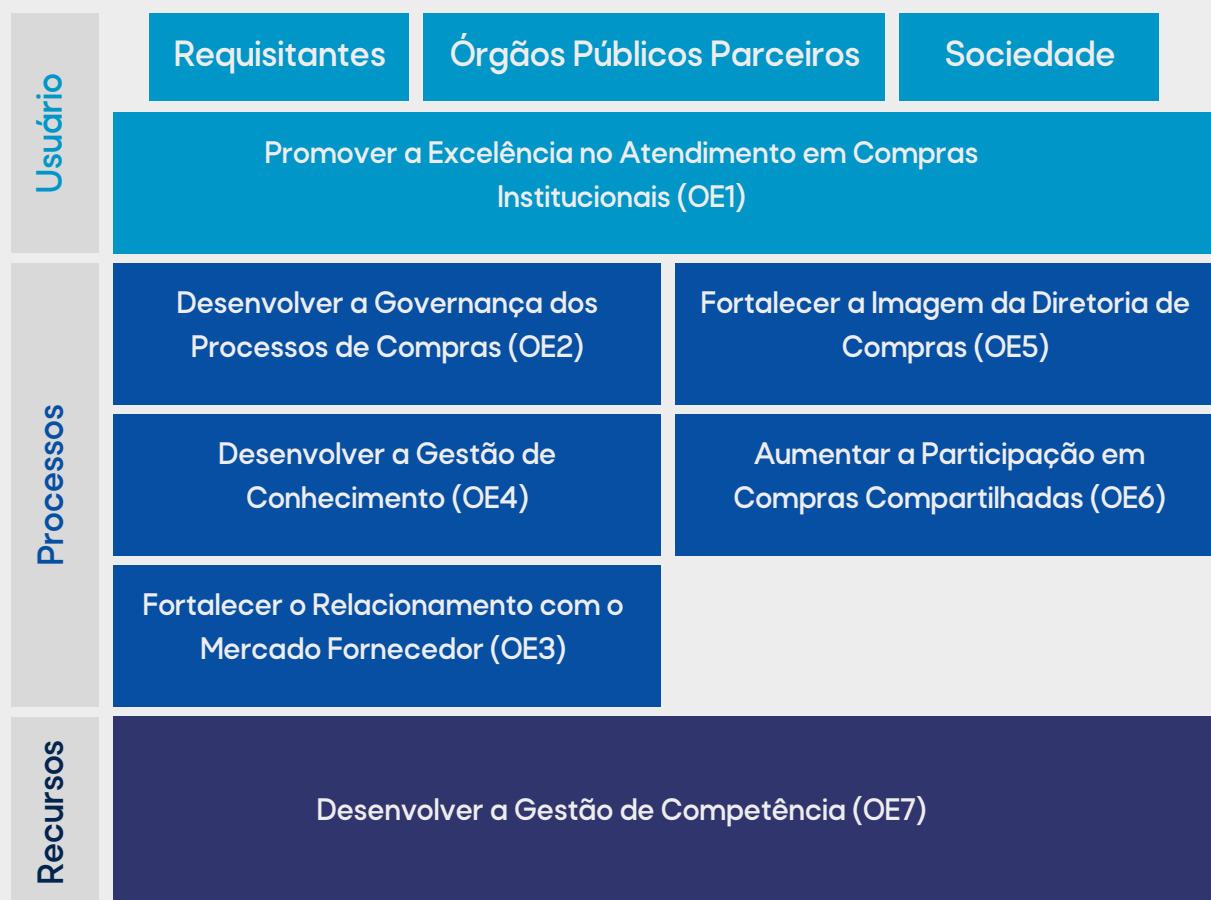 Usuário
Requisitantes
Órgãos Públicos Parceiros
Sociedade
Promover a Excelência no Atendimento em Compras
Institucionais (OE1)
Processos
Desenvolver a Governança dos
Processos de Compras (OE2)
Fortalecer a Imagem da Diretoria de
Compras (OE5)
Desenvolver a Gestão de
Conhecimento (OE4)
Aumentar a Participação em
Compras Compartilhadas (OE6)
Fortalecer o Relacionamento com o
Mercado Fornecedor (OE3)
Recursos
Desenvolver a Gestão de Competência (OE7)